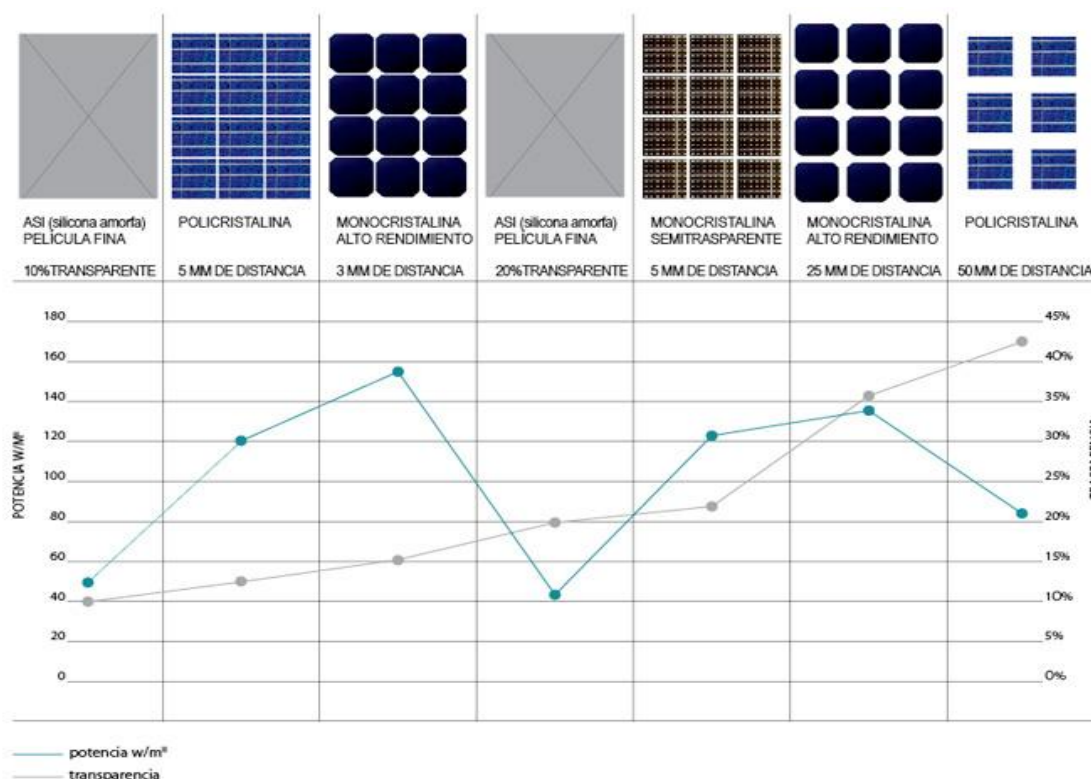 ASI (silicona amorfa)
PELÍCULA FINA
10%TRANSPARENTE
POLICRISTALINA
5 MM DE DISTANCIA
MONOCRISTALINA
ALTO RENDIMIENTO
3 MM DE DISTANCIA
ASI (silicona amorfa)
PELÍCULA FINA
20%TRANSPARENTE
MONOCRISTALINA
SEMITRASPARENTE
5 MM DE DISTANCIA
MONOCRISTALINA
ALTO RENDIMIENTO
25 MM DE DISTANCIA
POLICRISTALINA
50 MM DE DISTANCIA
180
160
140
120
100
80
60
40
20
0
POTENCIA W/M²
45%
40%
35%
30%
25%
20%
15%
10%
5%
0%
potencia w/m²
transparencia